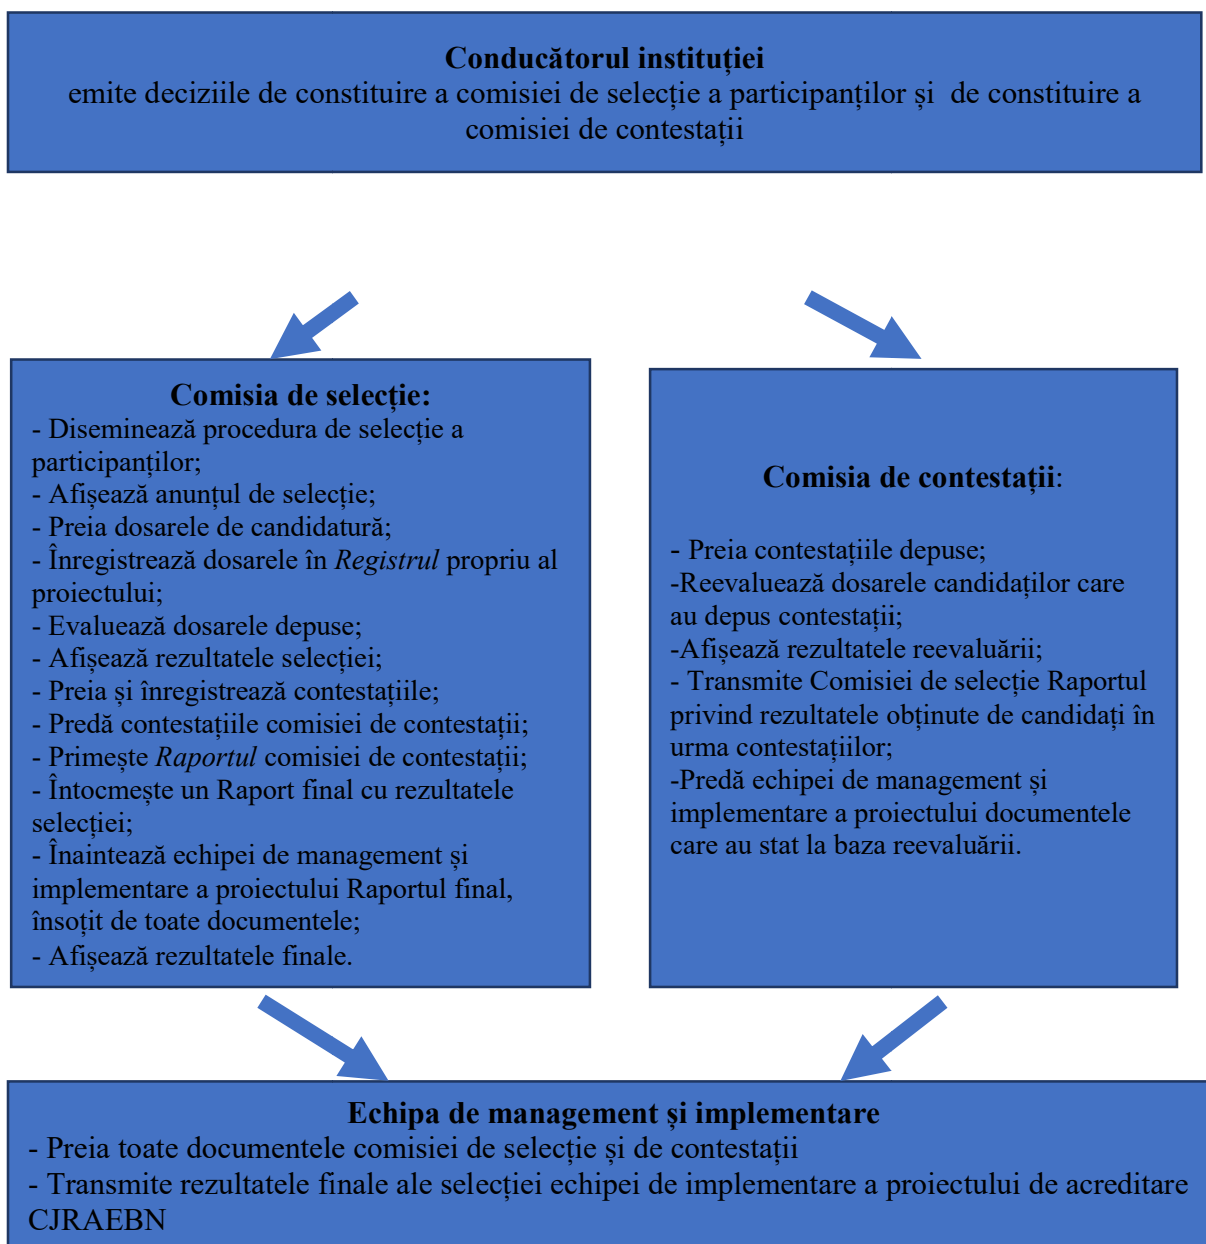 Conducătorul instituției
emite deciziile de constituire a comisiei de selecție a participanților și de constituire a
comisiei de contestații
Comisia de selecție:
- Diseminează procedura de selecție a
participanților;
- Afișează anunțul de selecție;
- Preia dosarele de candidatură;
- Înregistrează dosarele în Registrul propriu al
proiectului;
- Evaluează dosarele depuse;
- Afișează rezultatele selecției;
- Preia și înregistrează contestațiile;
- Predă contestațiile comisiei de contestații;
- Primește Raportul comisiei de contestații;
- Întocmește un Raport final cu rezultatele
selecției;
- Înaintează echipei de management și
implementare a proiectului Raportul final,
însoțit de toate documentele;
- Afișează rezultatele finale.
Comisia de contestații:
- Preia contestațiile depuse;
-Reevaluează dosarele candidaților care
au depus contestații;
-Afișează rezultatele reevaluării;
- Transmite Comisiei de selecție Raportul
privind rezultatele obținute de candidați în
urma contestațiilor;
-Predă echipei de management și
implementare a proiectului documentele
care au stat la baza reevaluării.
Echipa de management și implementare
- Preia toate documentele comisiei de selecție și de contestații
- Transmite rezultatele finale ale selecției echipei de implementare a proiectului de acreditare
CJRAEBN